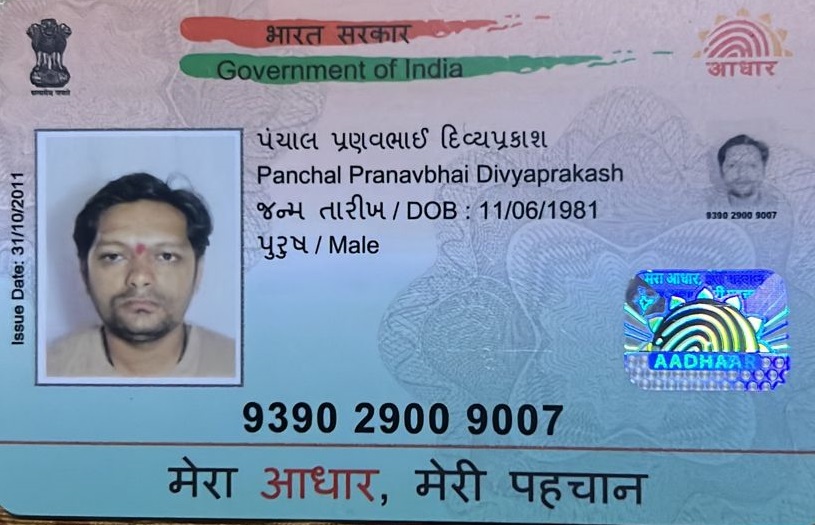 भारत सरकार
Government of India
आधार
सत्यमेव जयते
Issue Date: 31/10/2011
પંચાલ પ્રણવભાઈ દિવ્યપ્રકાશ
Panchal Pranavbhai Divyaprakash
જન્મ તારીખ / DOB : 11/06/1981
પુરુષ / Male
9390 2900 9007
मेरा आधार,
AADHAAR
9390 2900 9007
मेरा आधार, मेरी पहचान